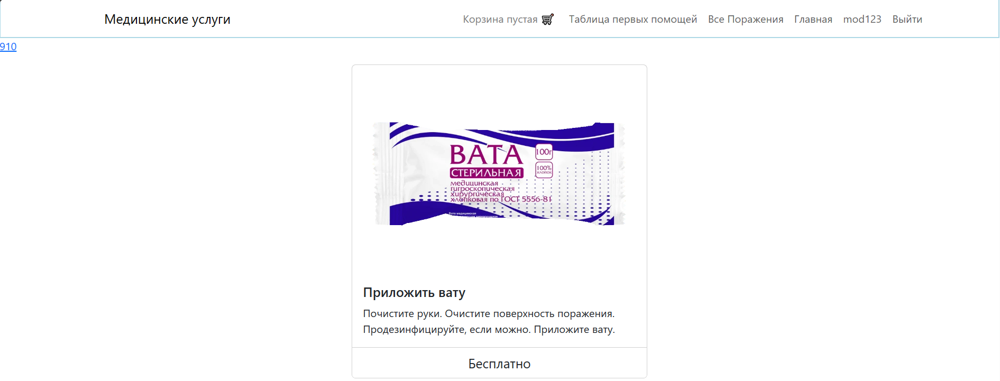 Медицинские услуги
Корзина пустая Таблица первых помощей Все Поражения Главная mod123 Выйти
910
ВАТА
100г
СТЕРИЛЬНАЯ
100%
ХЛОПОК
медицинская
гигроскопическая
хирургическая
хлопковая по ГОСТ 5556-81
Вата медицинская
Приложить вату
Почистите руки. Очистите поверхность поражения.
Продезинфицируйте, если можно. Приложите вату.
Бесплатно